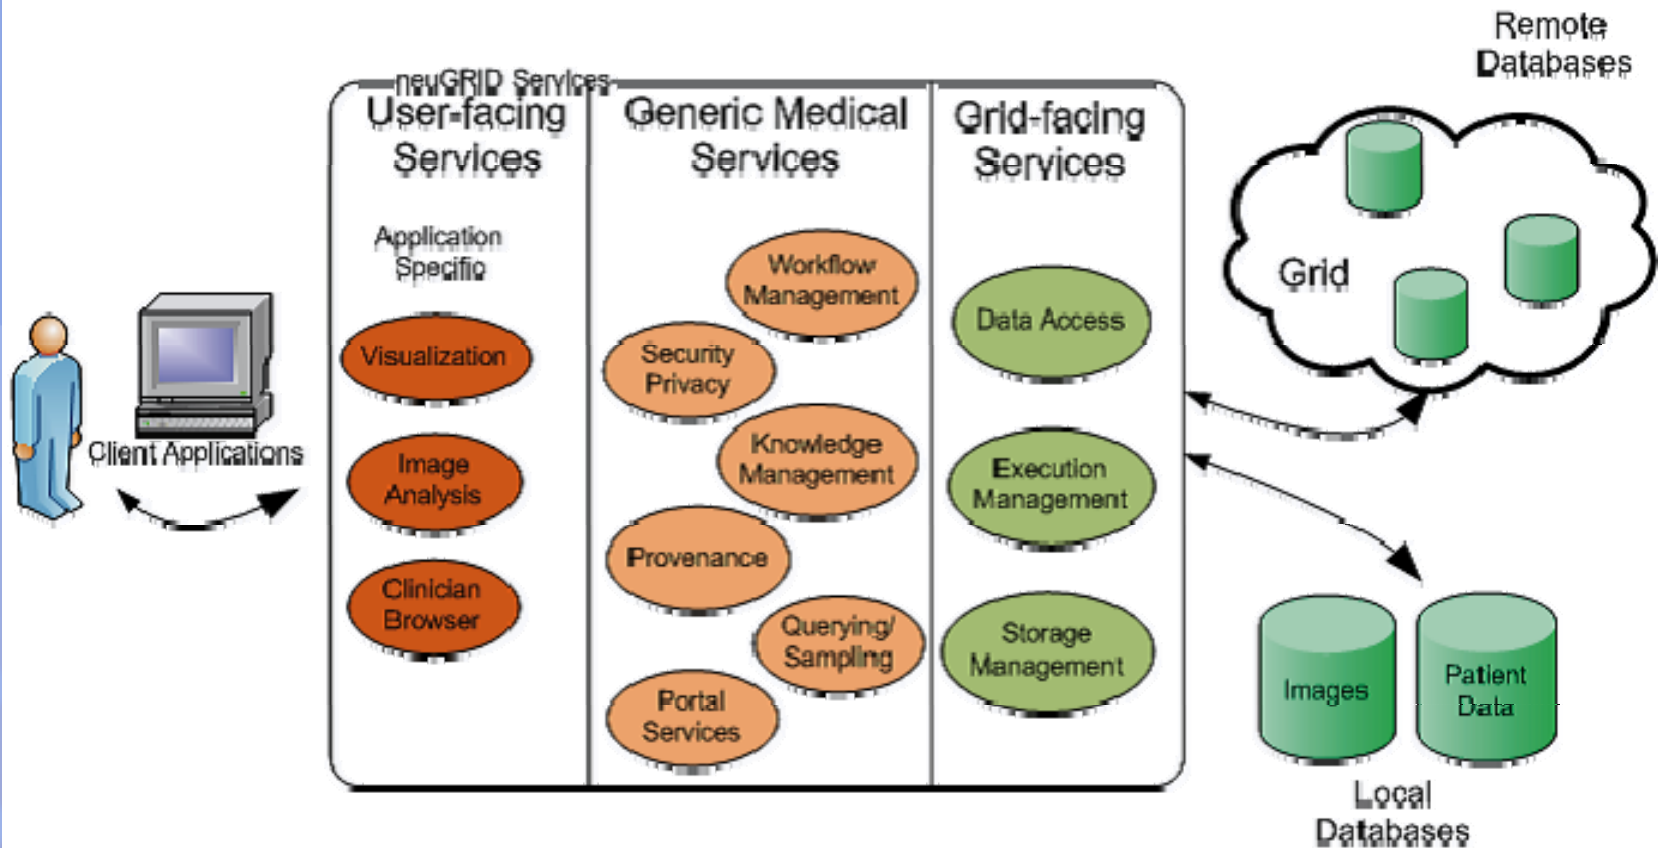 Remote
Databases
neuGRID Services
User-facing
Services
Generic Medical
Services
Grid-facing
Services
Application
Specific
Visualization
Image
Analysis
Clinician
Browser
Workflow
Management
Security
Privacy
Knowledge
Management
Provenance
Querying/
Sampling
Portal
Services
Data Access
Execution
Management
Storage
Management
Client Applications
Grid
Images
Patient
Data
Local
Databases